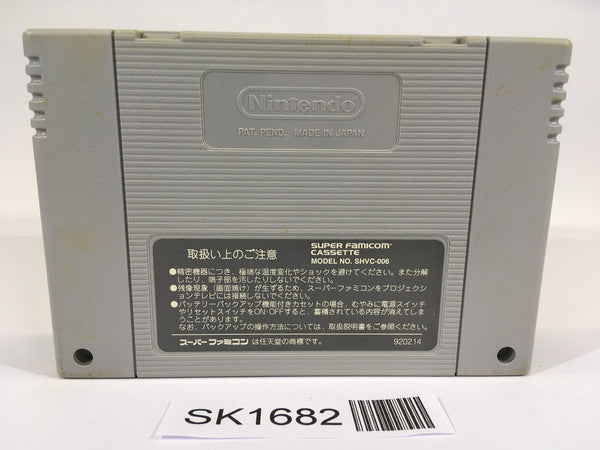 Nintendo
PAT. PEND. MADE IN JAPAN
取扱い上のご注意
SUPER FAMICOM
CASSETTE
MODEL NO. SHVC-006
●精密機器につき、極端な温度変化やショックを避けてください。また分解
したり、端子部を汚したりしないでください。
●残像現象（画面焼け）が生ずるため、スーパーファミコンをプロジェクシ
ョンテレビには接続しないでください。
●バッテリーバックアップ機能付きカセットの場合、むやみに電源スイッチ
やリセットスイッチをON・OFFすると、蓄積されている内容が消えてしま
うことがあります。
なお、バックアップの操作方法については、取扱説明書をご参照ください。
スーパーファミコン は任天堂の商標です。
920214
SK1682